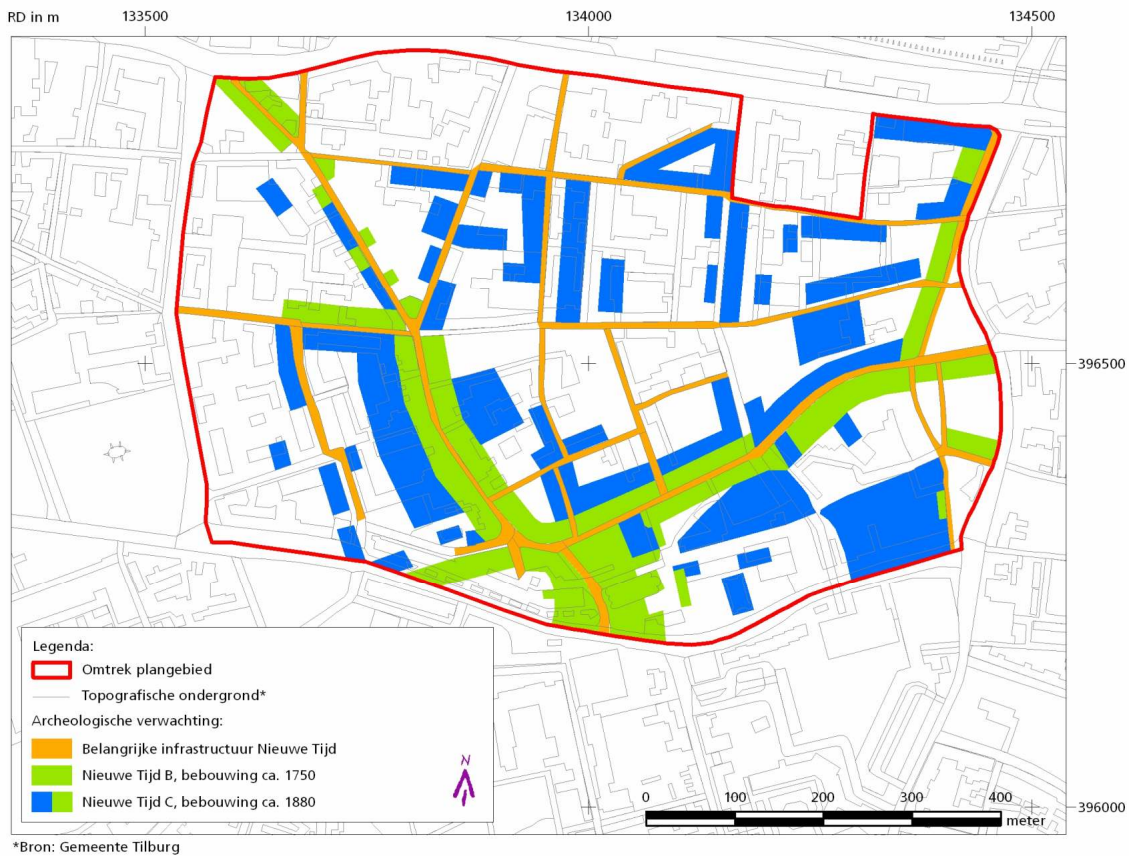 RD in m
133500
134000
134500
396500
Legenda:
Omtrek plangebied
Topografische ondergrond*
Archeologische verwachting:
Belangrijke infrastructuur Nieuwe Tijd
Nieuwe Tijd B, bebouwing ca. 1750
Nieuwe Tijd C, bebouwing ca. 1880
N
0 100 200 300 400
meter
396000
*Bron: Gemeente Tilburg